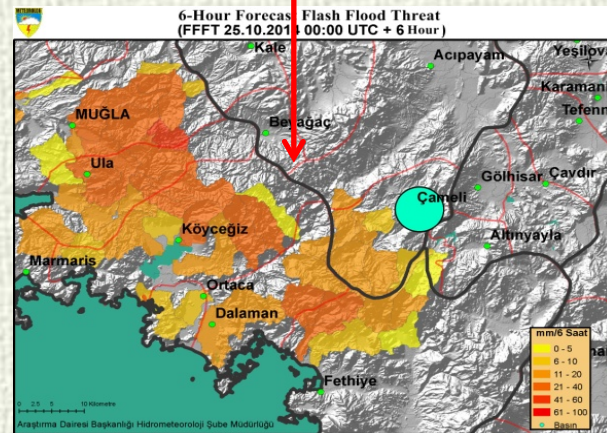 6-Hour Forecast Flash Flood Threat
(FFFT 25.10.2014 00:00 UTC + 6 Hour)
Kale
Acıpayam
Yeşilova
Karamanlı
Tefenni
MUĞLA
Beyağaç
Ula
Gölhisar
Çavdır
Çameli
Köyceğiz
Altınyayla
Marmaris
Ortaca
Dalaman
Fethiye
mm/6 Saat
0 - 5
6 - 10
11 - 20
21 - 40
41 - 60
61 - 100
Basın
0 2.5 5 10 Kilometre
Araştırma Dairesi Başkanlığı Hidrometeoroloji Şube Müdürlüğü